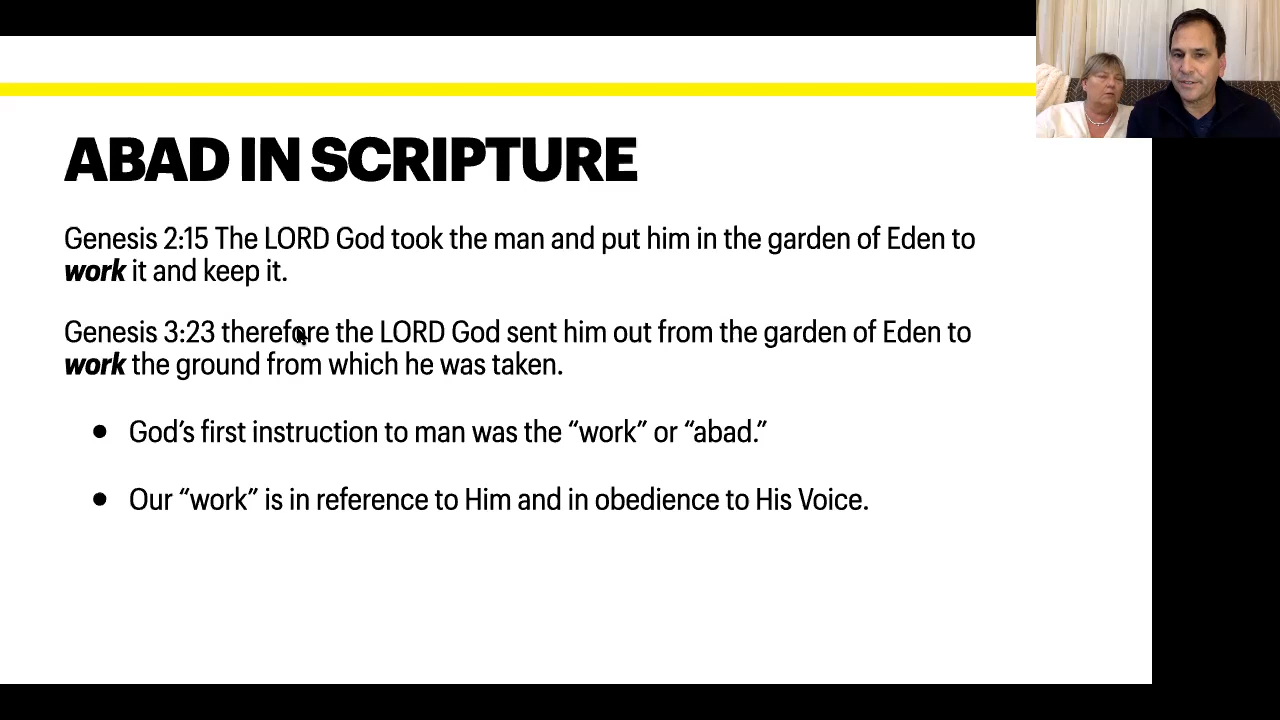 ABAD IN SCRIPTURE
Genesis 2:15 The LORD God took the man and put him in the garden of Eden to
work it and keep it.
Genesis 3:23 therefore the LORD God sent him out from the garden of Eden to
work the ground from which he was taken.
● God’s first instruction to man was the “work” or “abad.”
● Our “work” is in reference to Him and in obedience to His Voice.